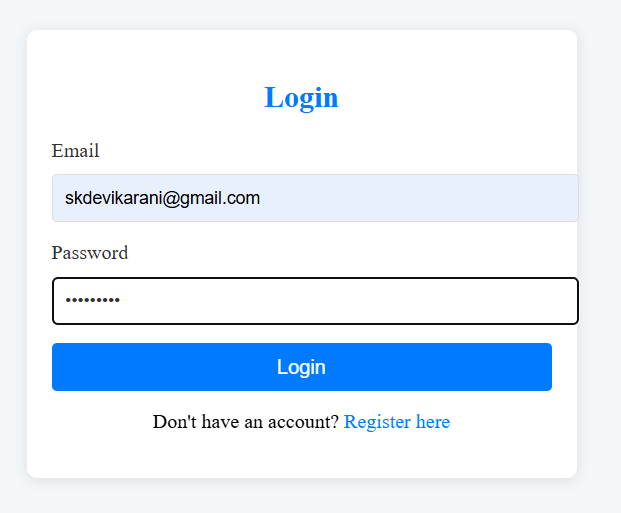 Login
Email
skdevikarani@gmail.com
Password
•••••••••
Login
Don't have an account? Register here